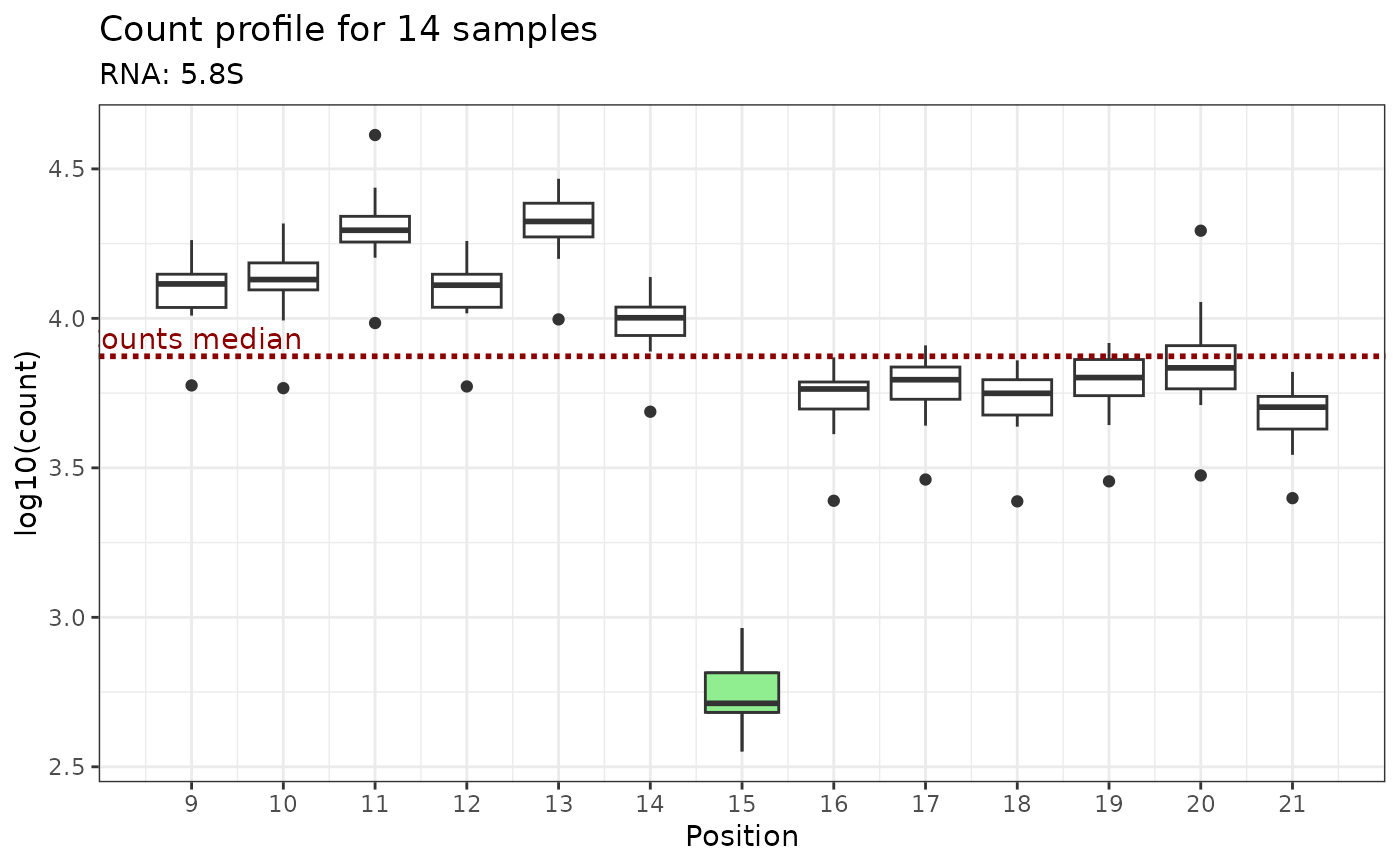 Count profile for 14 samples
RNA: 5.8S
4.5
4.0
3.5
3.0
2.5
log10(count)
ounts median
9 10 11 12 13 14 15 16 17 18 19 20 21
Position